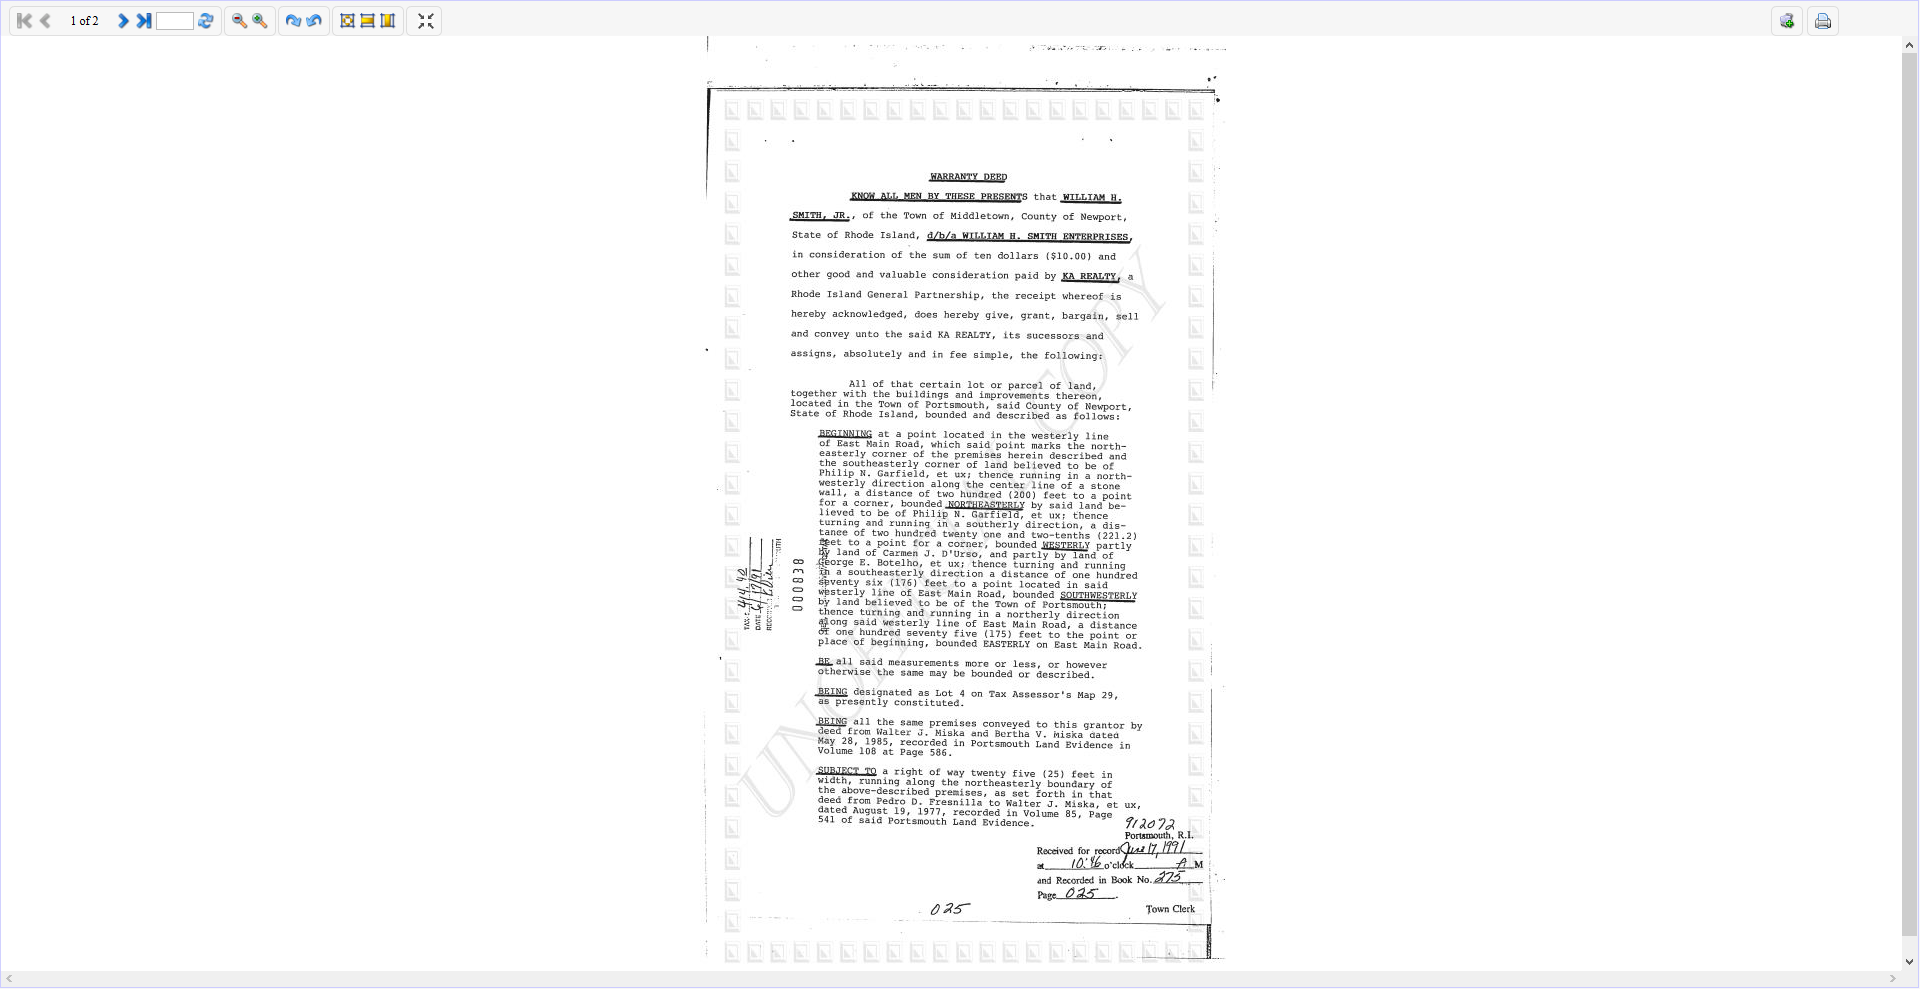 1 of 2
WARRANTY DEED
KNOW ALL MEN BY THESE PRESENTS that WILLIAM H.
SMITH, JR., of the Town of Middletown, County of Newport,
State of Rhode Island, d/b/a WILLIAM H. SMITH ENTERPRISES,
in consideration of the sum of ten dollars ($10.00) and
other good and valuable consideration paid by KA REALTY, a
Rhode Island General Partnership, the receipt whereof is
hereby acknowledged, does hereby give, grant, bargain, sell
and convey unto the said KA REALTY, its sucessors and
assigns, absolutely and in fee simple, the following:
All of that certain lot or parcel of land,
together with the buildings and improvements thereon,
located in the Town of Portsmouth, said County of Newport,
State of Rhode Island, bounded and described as follows:
BEGINNING at a point located in the westerly line
of East Main Road, which said point marks the north-
easterly corner of the premises herein described and
the southeasterly corner of land believed to be of
Philip N. Garfield, et ux; thence running in a north-
westerly direction along the center line of a stone
wall, a distance of two hundred (200) feet to a point
for a corner, bounded NORTHEASTERLY by said land be-
lieved to be of Philip N. Garfield, et ux; thence
turning and running in a southerly direction, a dis-
tance of two hundred twenty one and two-tenths (221.2)
feet to a point for a corner, bounded WESTERLY partly
by land of Carmen J. D'Urso, and partly by land of
George E. Botelho, et ux; thence turning and running
in a southeasterly direction a distance of one hundred
seventy six (176) feet to a point located in said
westerly line of East Main Road, bounded SOUTHWESTERLY
by land believed to be of the Town of Portsmouth;
thence turning and running in a northerly direction
along said westerly line of East Main Road, a distance
of one hundred seventy five (175) feet to the point or
place of beginning, bounded EASTERLY on East Main Road.
BE all said measurements more or less, or however
otherwise the same may be bounded or described.
BEING designated as Lot 4 on Tax Assessor's Map 29,
as presently constituted.
BEING all the same premises conveyed to this grantor by
deed from Walter J. Miska and Bertha V. Miska dated
May 28, 1985, recorded in Portsmouth Land Evidence in
Volume 108 at Page 586.
SUBJECT TO a right of way twenty five (25) feet in
width, running along the northeasterly boundary of
the above-described premises, as set forth in that
deed from Pedro D. Fresnilla to Walter J. Miska, et ux,
dated August 19, 1977, recorded in Volume 85, Page
541 of said Portsmouth Land Evidence.
912072
Portsmouth, R.I.
Received for record June 17, 1991
at 10:46 o'clock A M
and Recorded in Book No. 275
Page 025.
Town Clerk
025
TAX $ 414.40
DATE 6/17/91
000838
COPY